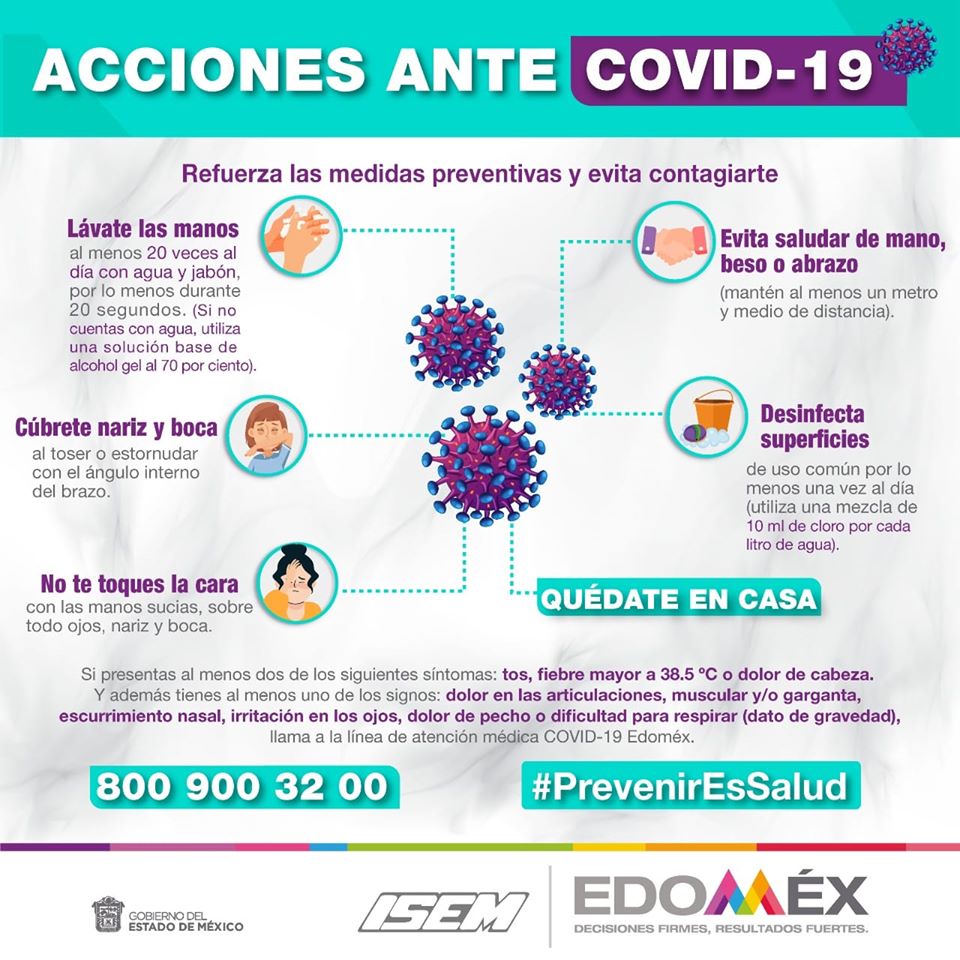 ACCIONES ANTE COVID-19
Refuerza las medidas preventivas y evita contagiarte
Lávate las manos
al menos 20 veces al
día con agua y jabón,
por lo menos durante
20 segundos. (Si no
cuentas con agua, utiliza
una solución base de
alcohol gel al 70 por ciento).
Evita saludar de mano,
beso o abrazo
(mantén al menos un metro
y medio de distancia).
Cúbrete nariz y boca
al toser o estornudar
con el ángulo interno
del brazo.
Desinfecta
superficies
de uso común por lo
menos una vez al día
(utiliza una mezcla de
10 ml de cloro por cada
litro de agua).
No te toques la cara
con las manos sucias, sobre
todo ojos, nariz y boca.
QUÉDATE EN CASA
Si presentas al menos dos de los siguientes síntomas: tos, fiebre mayor a 38.5 ºC o dolor de cabeza.
Y además tienes al menos uno de los signos: dolor en las articulaciones, muscular y/o garganta,
escurrimiento nasal, irritación en los ojos, dolor de pecho o dificultad para respirar (dato de gravedad),
llama a la línea de atención médica COVID-19 Edoméx.
800 900 32 00
#PrevenirEsSalud
GOBIERNO DEL
ESTADO DE MÉXICO
ISEM
EDOMÉX
DECISIONES FIRMES, RESULTADOS FUERTES.